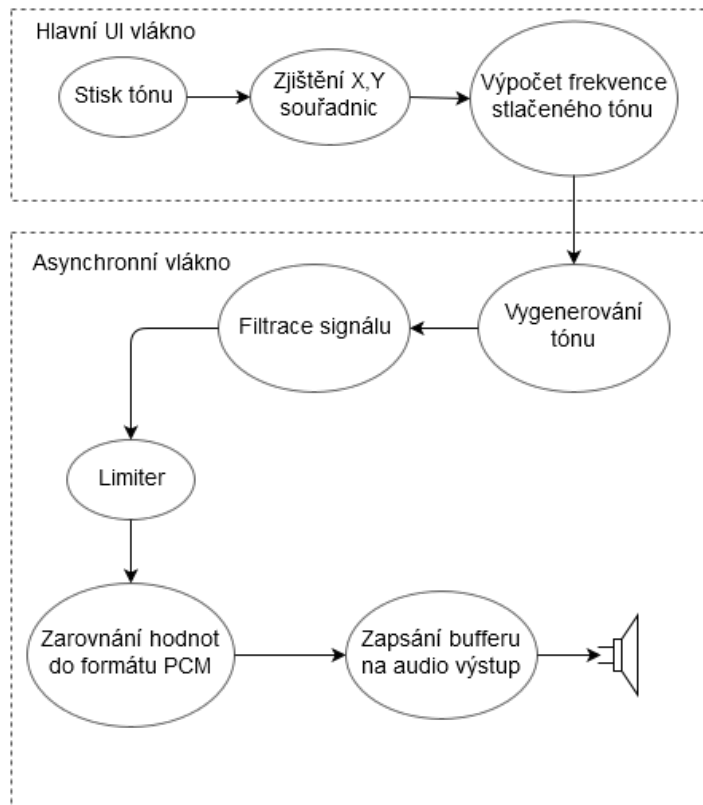 Hlavní UI vlákno
Stisk tónu
Zjištění X,Y
souřadnic
Výpočet frekvence
stlačeného tónu
Asynchronní vlákno
Vygenerování
tónu
Filtrace signálu
Limiter
Zarovnání hodnot
do formátu PCM
Zapsání bufferu
na audio výstup